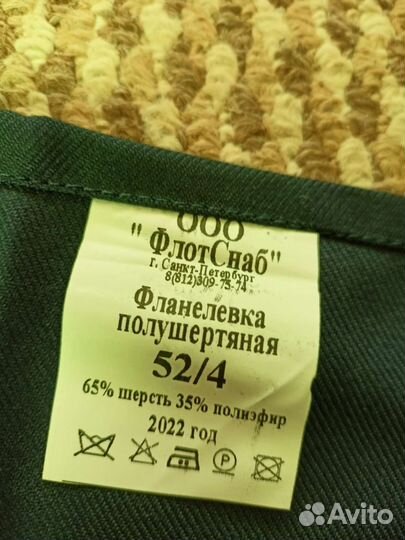 ООО
"ФлотСнаб"
г. Санкт-Петербург
8(812)309-75-74
Фланелевка
полушертяная
52/4
65% шерсть 35% полиэфир
2022 год
P
Avito